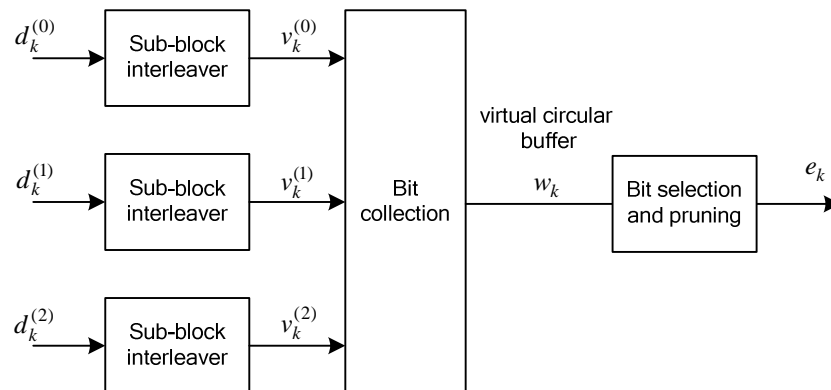 d_k^{(0)}
Sub-block
interleaver
v_k^{(0)}
d_k^{(1)}
Sub-block
interleaver
v_k^{(1)}
d_k^{(2)}
Sub-block
interleaver
v_k^{(2)}
Bit
collection
virtual circular
buffer
w_k
Bit selection
and pruning
e_k